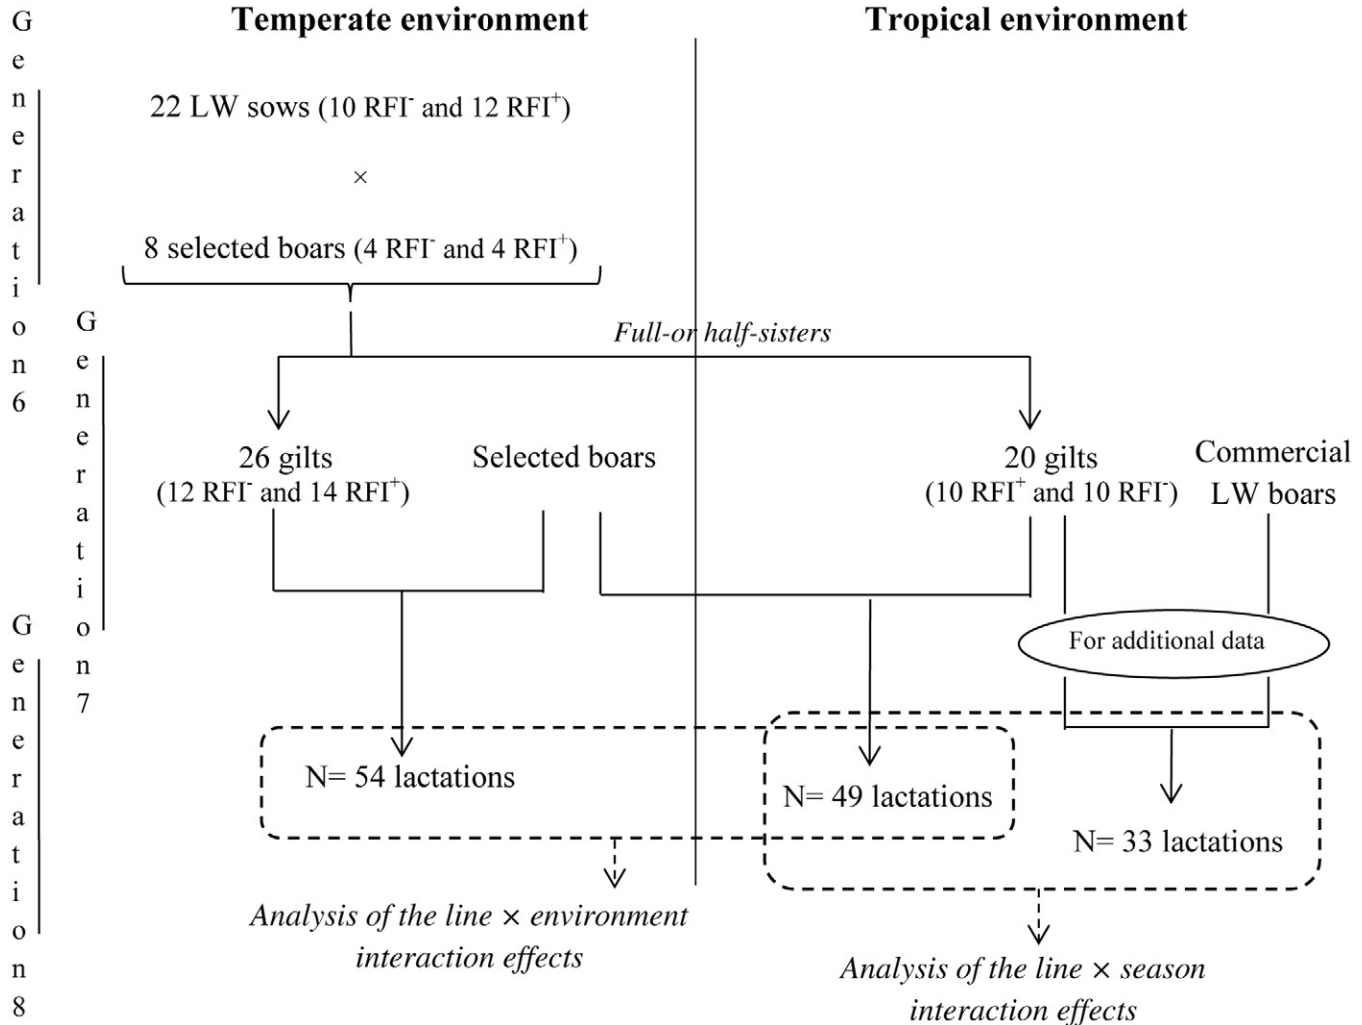 Temperate environment
Tropical environment
Generation 6
22 LW sows (10 RFI⁻ and 12 RFI⁺)
×
8 selected boars (4 RFI⁻ and 4 RFI⁺)
Full-or half-sisters
Generation 7
26 gilts
(12 RFI⁻ and 14 RFI⁺)
Selected boars
20 gilts
(10 RFI⁺ and 10 RFI⁻)
Commercial
LW boars
For additional data
Generation 8
N= 54 lactations
N= 49 lactations
N= 33 lactations
Analysis of the line × environment
interaction effects
Analysis of the line × season
interaction effects